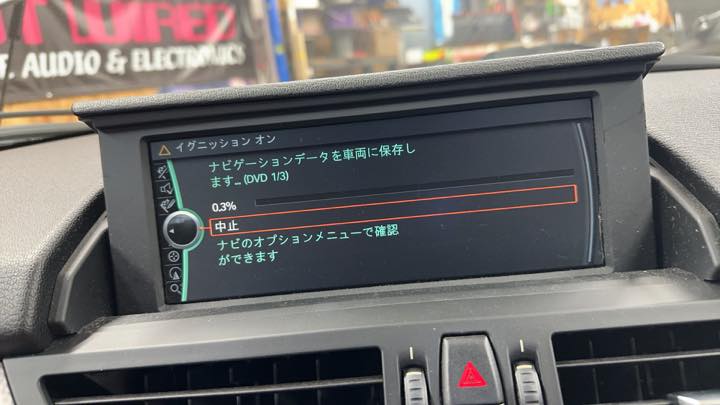 WIRED
AUDIO & ELECTRONICS
イグニッション オン
ナビゲーションデータを車両に保存し
ます... (DVD 1/3)
0.3%
中止
ナビのオプションメニューで確認
ができます